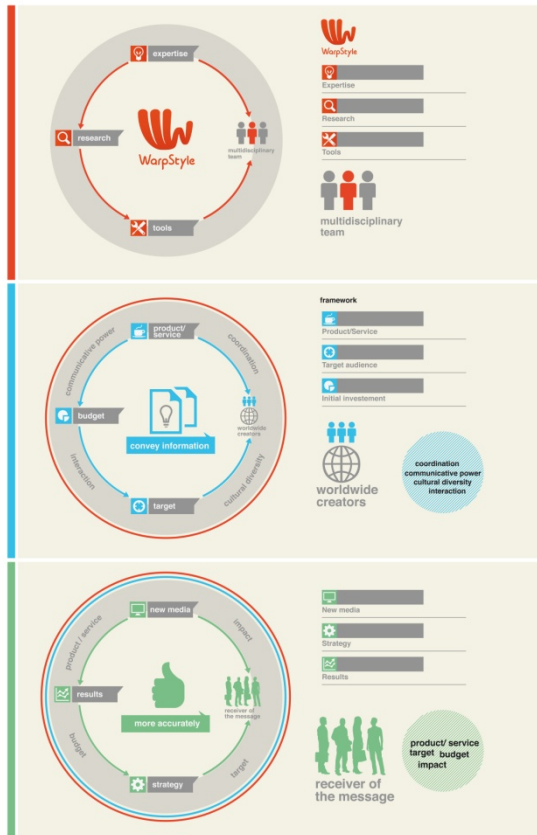 expertise
research
WarpStyle
multidisciplinary
team
tools
WarpStyle
Expertise
Research
Tools
multidisciplinary
team
communicative power
product/
service
coordination
budget
convey information
worldwide
creators
interaction
target
cultural diversity
framework
Product/Service
Target audience
Initial investement
worldwide
creators
coordination
communicative power
cultural diversity
interaction
product / service
new media
impact
results
more accurately
receiver of
the message
budget
strategy
target
New media
Strategy
Results
receiver of
the message
product/ service
target budget
impact